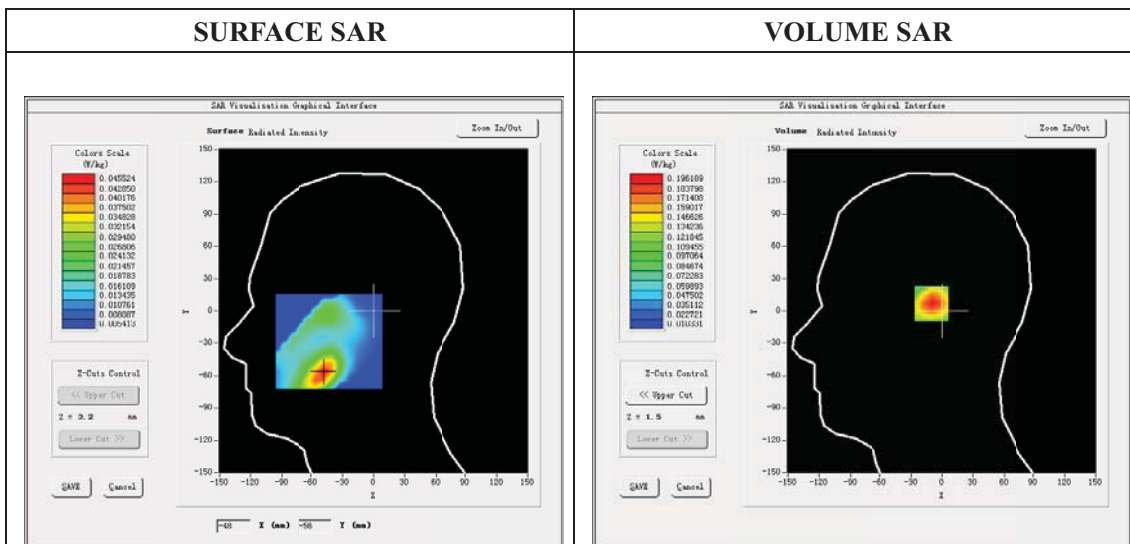 SURFACE SAR
VOLUME SAR
SAR Visualisation Graphical Interface
Surface Radiated Intensity
Zoom In/Out
Colors Scale
(W/kg)
0.045524
0.042850
0.040176
0.037502
0.034828
0.032154
0.029480
0.026806
0.024132
0.021457
0.018783
0.016109
0.013435
0.010761
0.008087
0.005413
Z-Cuts Control
<< Upper Cut
Z = 3.2 mm
Lower Cut >>
SAVE Cancel
150
120
90
60
30
0
-30
-60
-90
-120
-150
Y
-150 -120 -90 -60 -30 0 30 60 90 120 150
X
-48 X (mm) -56 Y (mm)
SAR Visualisation Graphical Interface
Volume Radiated Intensity
Zoom In/Out
Colors Scale
(W/kg)
0.196189
0.183798
0.171408
0.159017
0.146626
0.134236
0.121845
0.109455
0.097064
0.084674
0.072283
0.059893
0.047502
0.035112
0.022721
0.010331
Z-Cuts Control
<< Upper Cut
Z = 1.5 mm
Lower Cut >>
SAVE Cancel
150
120
90
60
30
0
-30
-60
-90
-120
-150
Y
-150 -120 -90 -60 -30 0 30 60 90 120 150
X